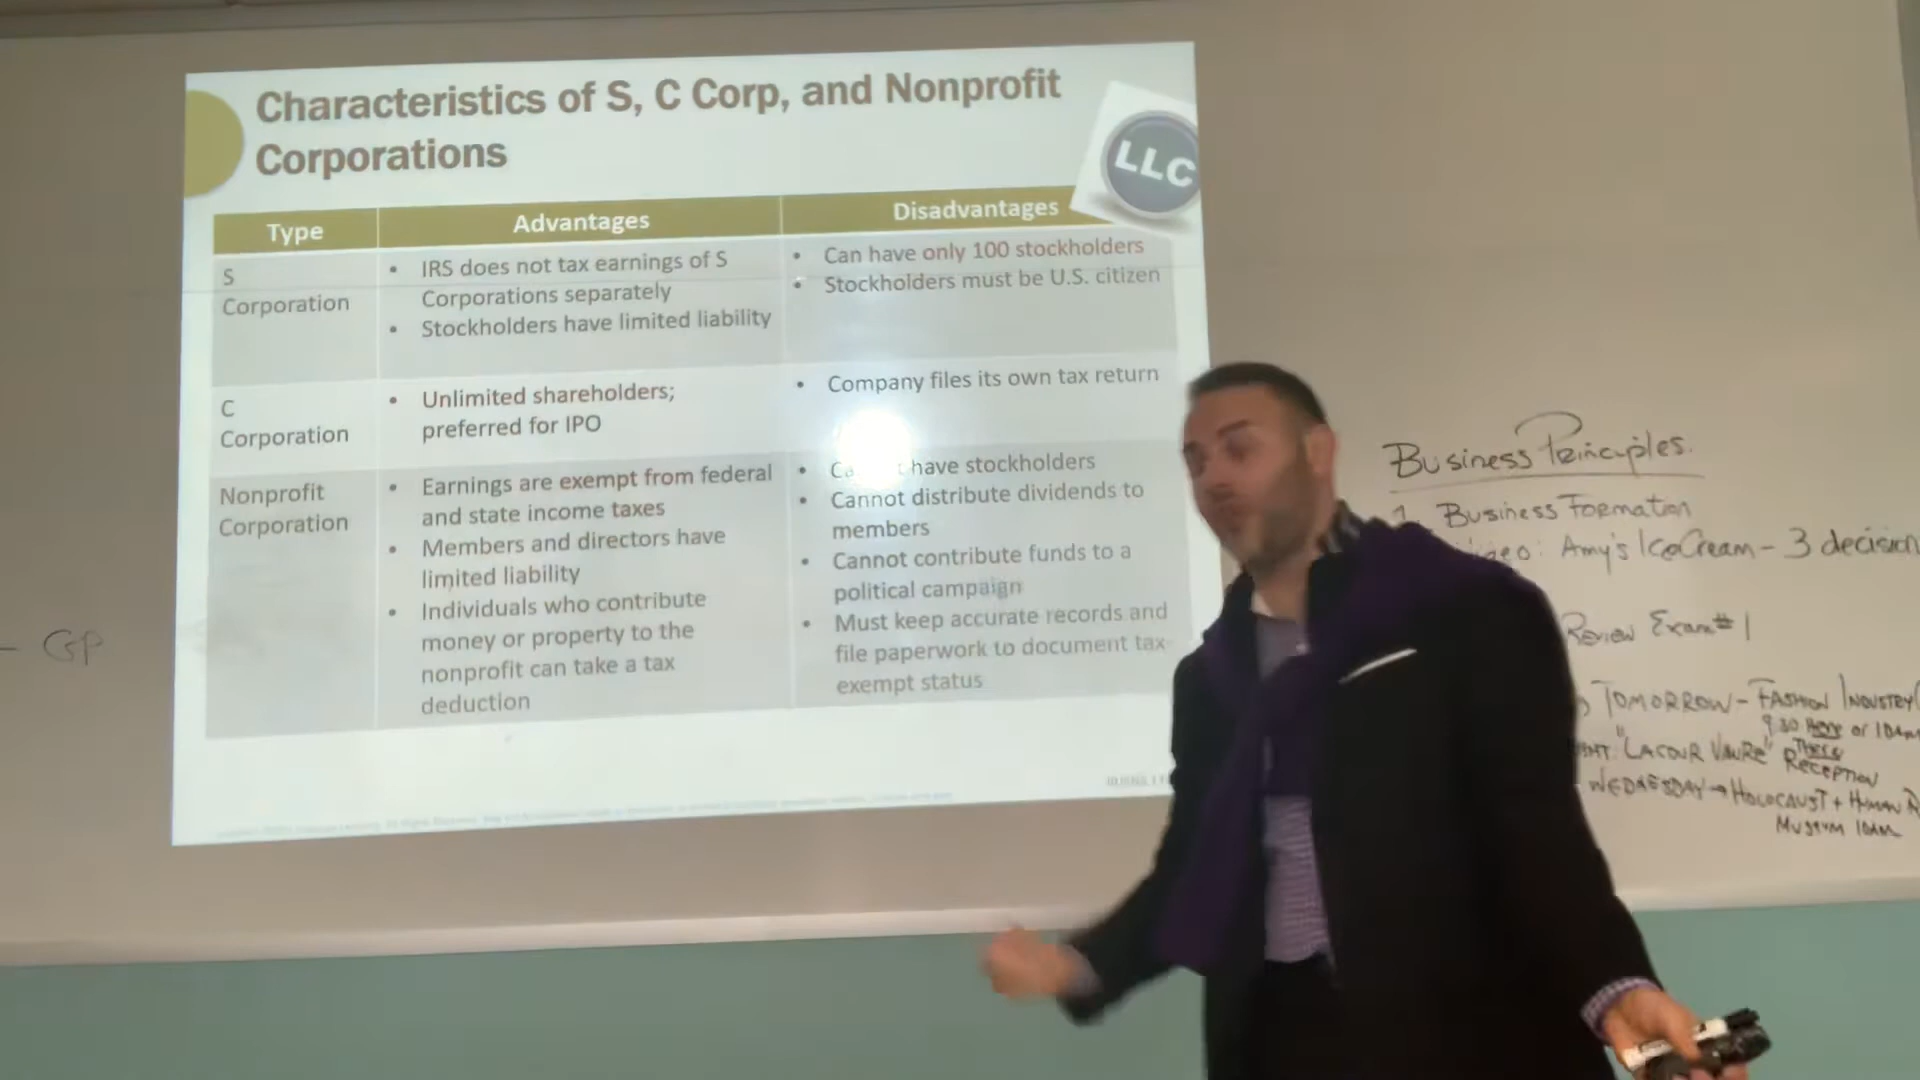 Characteristics of S, C Corp, and Nonprofit
Corporations
LLC
Type
Advantages
Disadvantages
S
Corporation
• IRS does not tax earnings of S
Corporations separately
• Stockholders have limited liability
• Can have only 100 stockholders
• Stockholders must be U.S. citizen
C
Corporation
• Unlimited shareholders;
preferred for IPO
• Company files its own tax return
Nonprofit
Corporation
• Earnings are exempt from federal
and state income taxes
• Members and directors have
limited liability
• Individuals who contribute
money or property to the
nonprofit can take a tax
deduction
• have stockholders
• Cannot distribute dividends to
members
• Cannot contribute funds to a
political campaign
• Must keep accurate records and
file paperwork to document tax-
exempt status
- GP
Business Principles.
1. Business Formation
Video: Amy's Ice Cream - 3 decision
Review Exam #1
TOMORROW - FASHION INDUSTRY
9:30 HERE or 10am
"LACOUR VAURE" THERE
RECEPTION
WEDNESDAY → HOLOCAUST + HUMAN R
MUSEUM 10AM